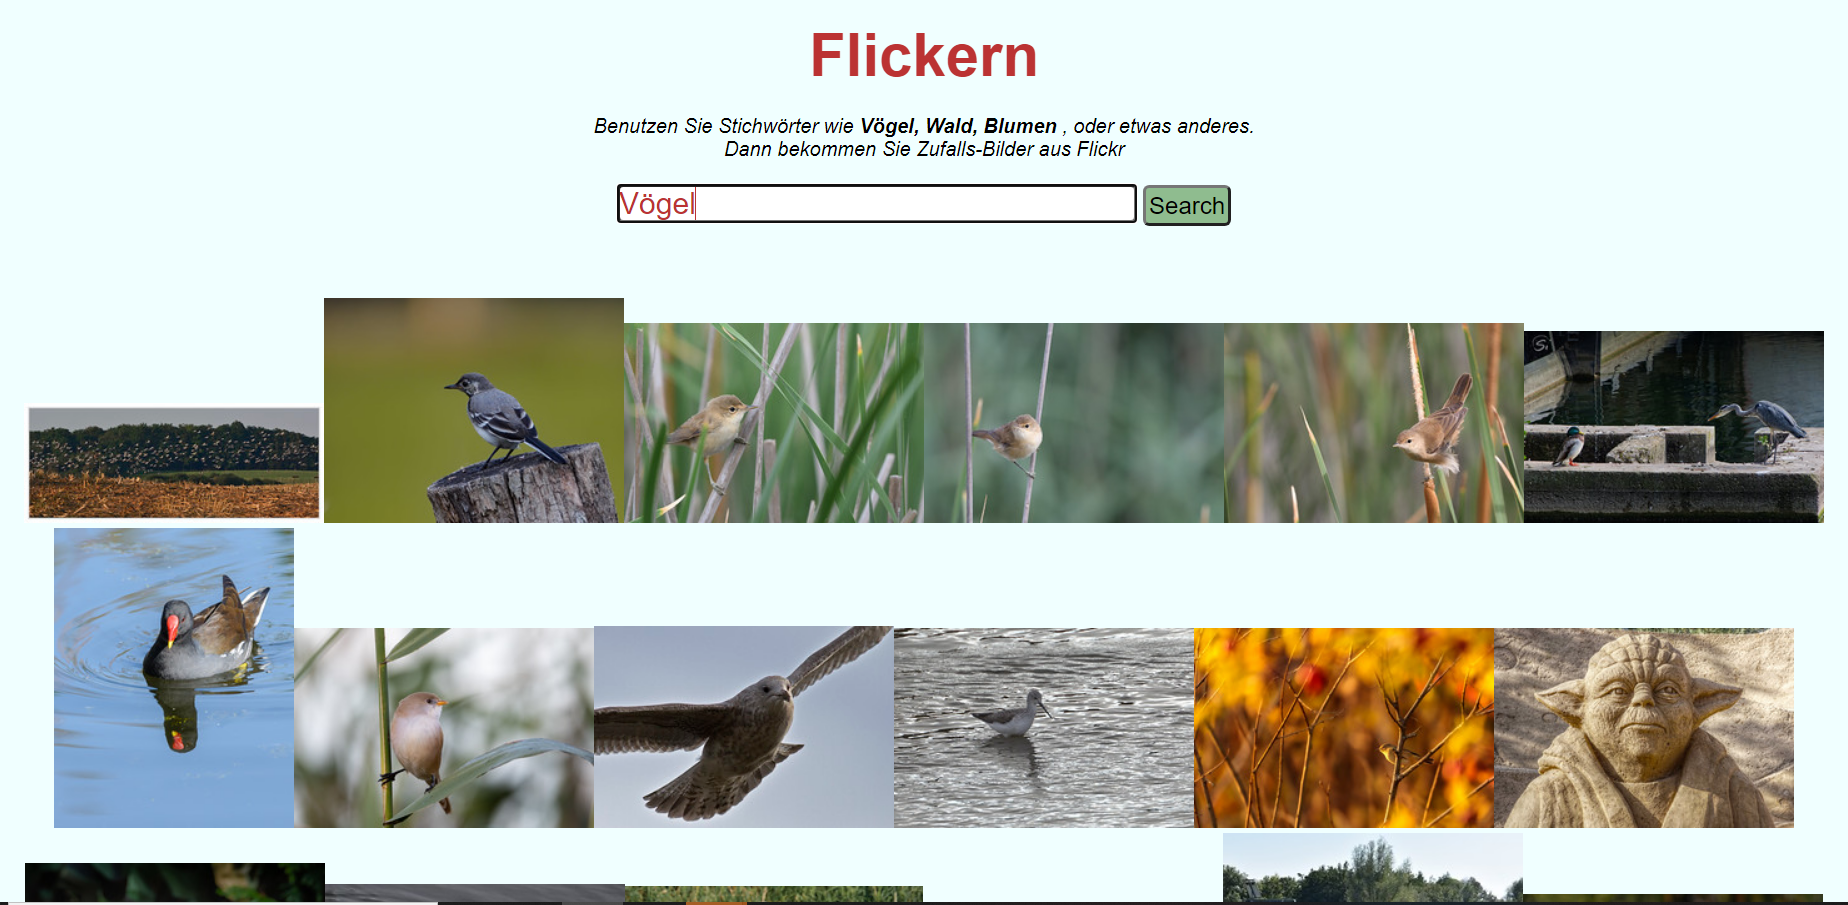 Flickern
Benutzen Sie Stichwörter wie Vögel, Wald, Blumen , oder etwas anderes.
Dann bekommen Sie Zufalls-Bilder aus Flickr
Vögel
Search
S.